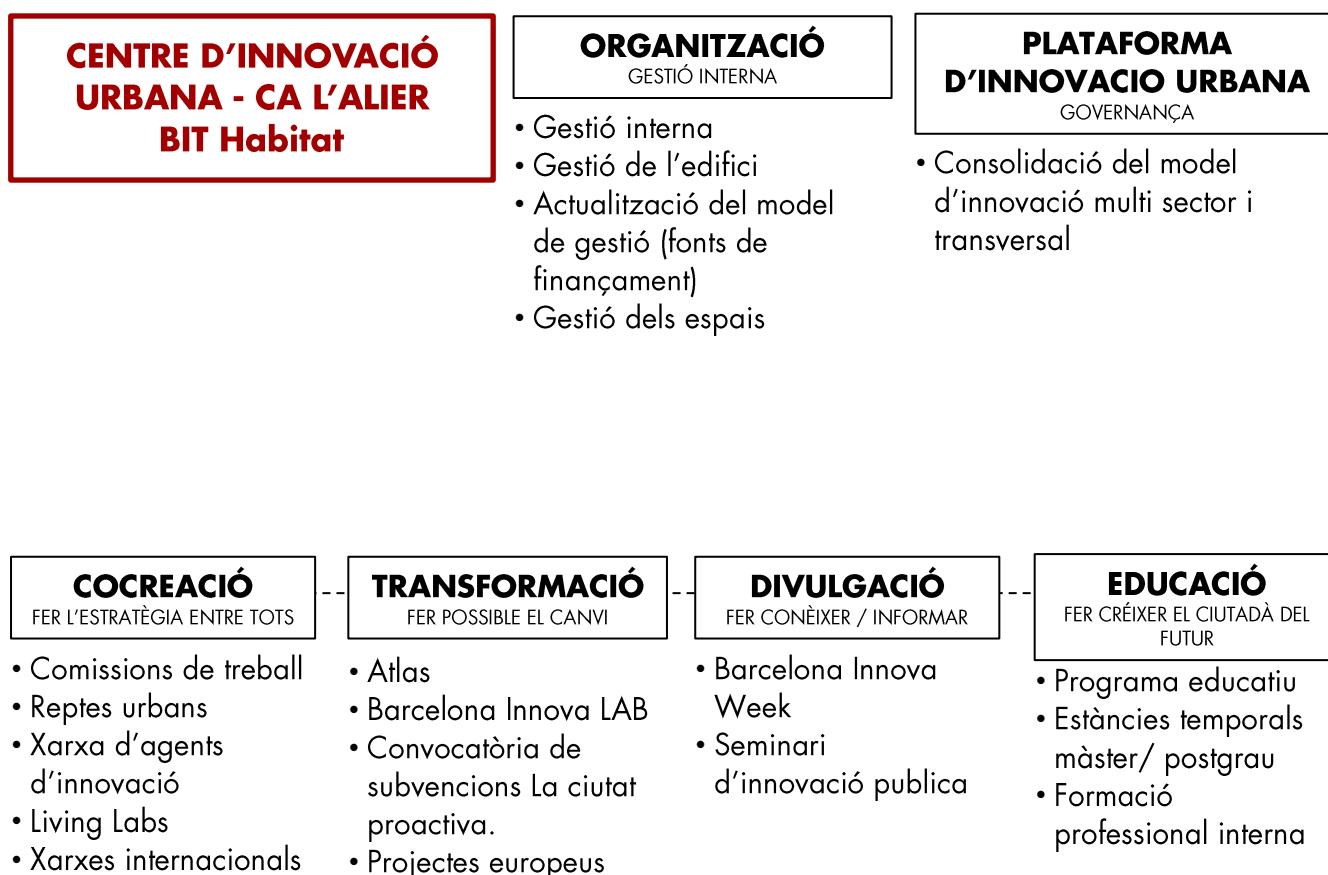 CENTRE D’INNOVACIÓ
URBANA - CA L’ALIER
BIT Habitat
ORGANITZACIÓ
GESTIÓ INTERNA
• Gestió interna
• Gestió de l’edifici
• Actualització del model
de gestió (fonts de
finançament)
• Gestió dels espais
PLATAFORMA
D’INNOVACIO URBANA
GOVERNANÇA
• Consolidació del model
d’innovació multi sector i
transversal
COCREACIÓ
FER L’ESTRATÈGIA ENTRE TOTS
• Comissions de treball
• Reptes urbans
• Xarxa d’agents
d’innovació
• Living Labs
• Xarxes internacionals
TRANSFORMACIÓ
FER POSSIBLE EL CANVI
• Atlas
• Barcelona Innova LAB
• Convocatòria de
subvencions La ciutat
proactiva.
• Projectes europeus
DIVULGACIÓ
FER CONÈIXER / INFORMAR
• Barcelona Innova
Week
• Seminari
d’innovació publica
EDUCACIÓ
FER CRÉIXER EL CIUTADÀ DEL
FUTUR
• Programa educatiu
• Estàncies temporals
màster/ postgrau
• Formació
professional interna